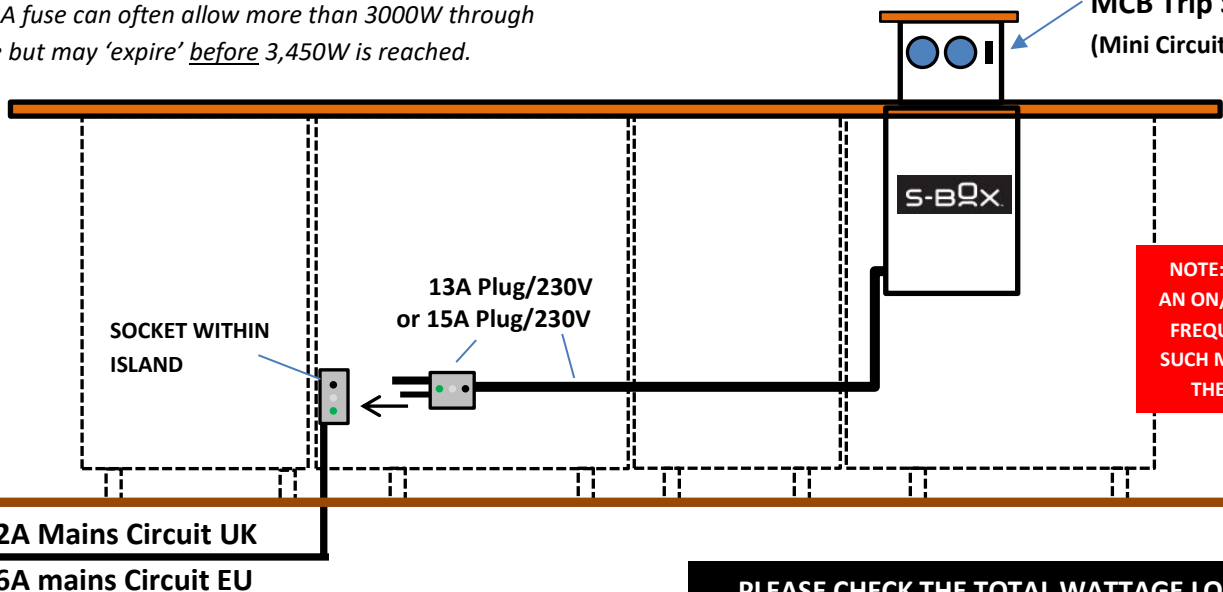 A fuse can often allow more than 3000W through
but may ‘expire’ before 3,450W is reached.
MCB Trip
(Mini Circuit
S-BOX
13A Plug/230V
or 15A Plug/230V
SOCKET WITHIN
ISLAND
NOTE:
AN ON/
FREQU
SUCH M
THE
2A Mains Circuit UK
6A mains Circuit EU
PLEASE CHECK THE TOTAL WATTAGE LO